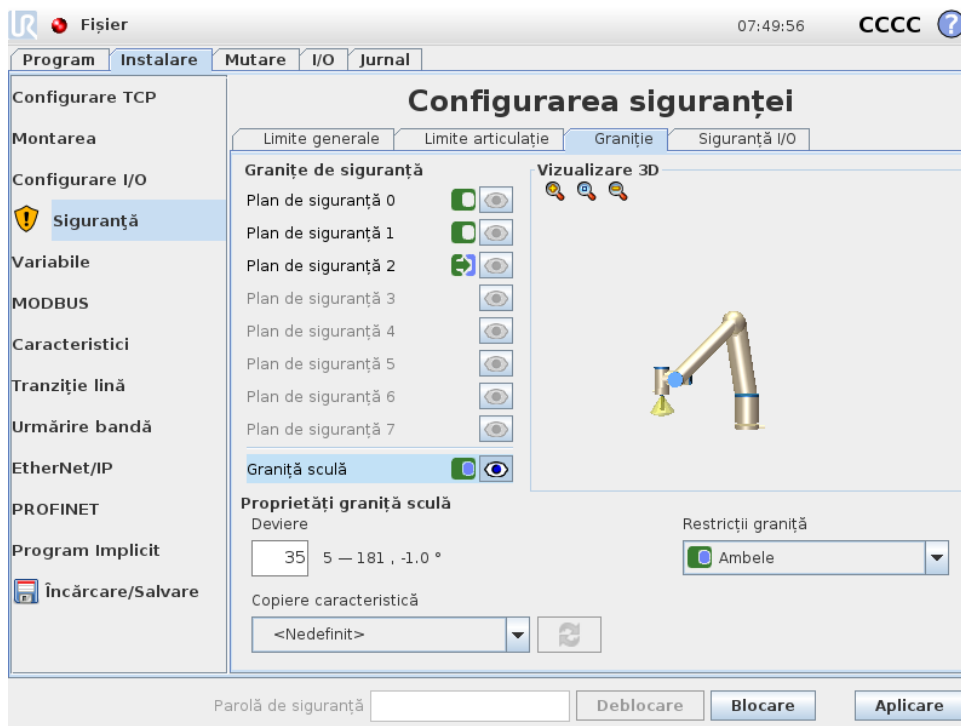 UR Fișier 07:49:56 CCCC ?
Program Instalare Mutare I/O Jurnal
Configurare TCP
Montarea
Configurare I/O
Siguranţă
Variabile
MODBUS
Caracteristici
Tranziție lină
Urmărire bandă
EtherNet/IP
PROFINET
Program Implicit
Încărcare/Salvare
Configurarea siguranței
Limite generale Limite articulație Graniție Siguranță I/O
Granițe de siguranță
Plan de siguranță 0
Plan de siguranță 1
Plan de siguranță 2
Plan de siguranță 3
Plan de siguranță 4
Plan de siguranță 5
Plan de siguranță 6
Plan de siguranță 7
Graniță sculă
Vizualizare 3D
Proprietăți graniță sculă
Deviere
35 5 — 181 , -1.0 °
Restricții graniță
Ambele
Copiere caracteristică
<Nedefinit>
Parolă de siguranță Deblocare Blocare Aplicare